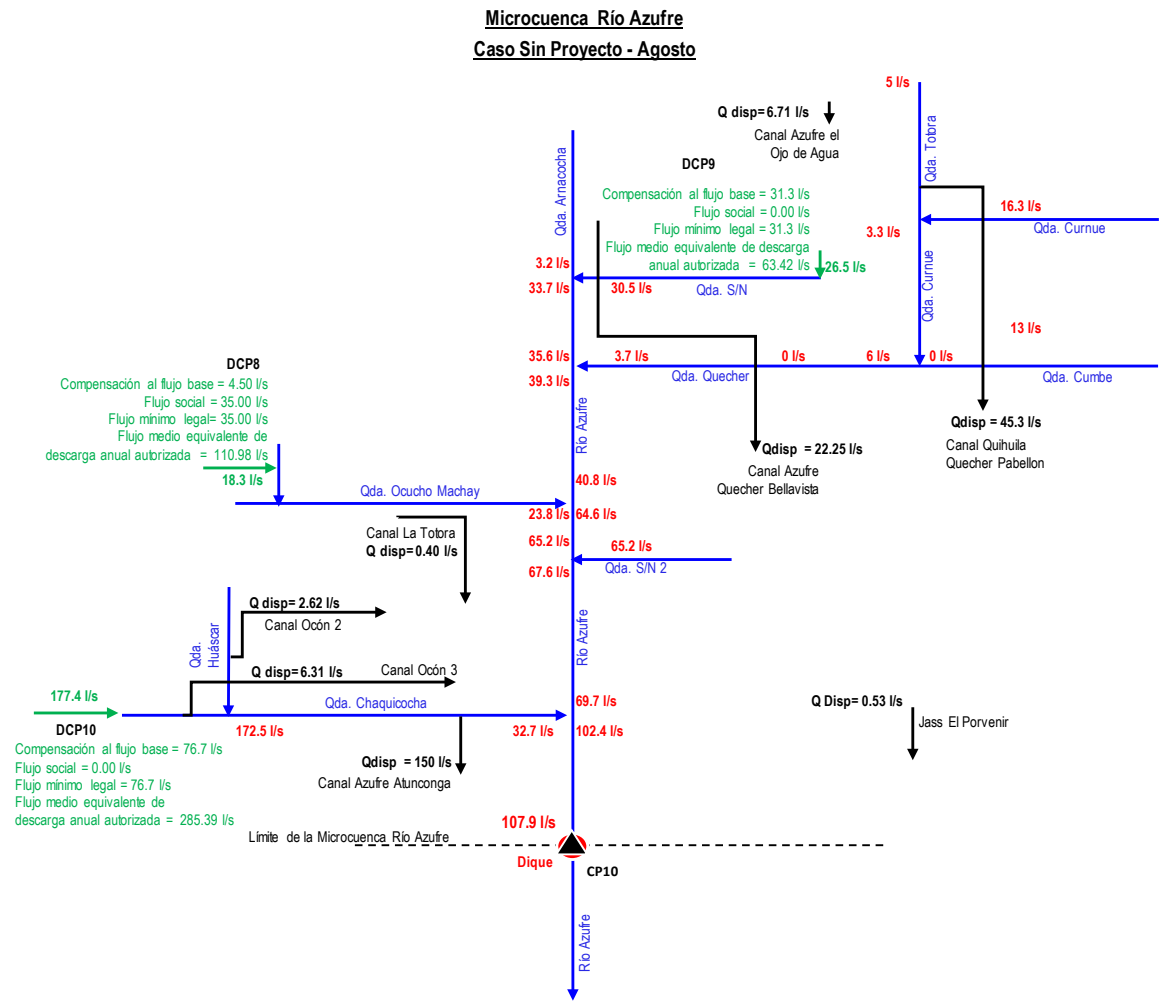 Microcuenca Río Azufre
Caso Sin Proyecto - Agosto
5 l/s
Q disp=6.71 l/s
Canal Azufre el
Ojo de Agua
Qda. Totora
Qda. Arnacocha
DCP9
Compensación al flujo base = 31.3 l/s
Flujo social = 0.00 l/s
Flujo mínimo legal = 31.3 l/s
Flujo medio equivalente de descarga
anual autorizada = 63.42 l/s
26.5 l/s
16.3 l/s
Qda. Curnue
3.3 l/s
Qda. Curnue
3.2 l/s
33.7 l/s
30.5 l/s
Qda. S/N
13 l/s
35.6 l/s
39.3 l/s
3.7 l/s
0 l/s
6 l/s
0 l/s
Qda. Quecher
Qda. Cumbe
DCP8
Compensación al flujo base = 4.50 l/s
Flujo social = 35.00 l/s
Flujo mínimo legal= 35.00 l/s
Flujo medio equivalente de
descarga anual autorizada = 110.98 l/s
18.3 l/s
Río Azufre
Qdisp = 45.3 l/s
Canal Quihuila
Quecher Pabellon
Qdisp = 22.25 l/s
Canal Azufre
Quecher Bellavista
40.8 l/s
Qda. Ocucho Machay
23.8 l/s
64.6 l/s
Canal La Totora
Q disp=0.40 l/s
65.2 l/s
65.2 l/s
67.6 l/s
Qda. S/N 2
Q disp= 2.62 l/s
Canal Ocón 2
Qda.
Huáscar
Río Azufre
Q disp=6.31 l/s
Canal Ocón 3
177.4 l/s
Qda. Chaquicocha
69.7 l/s
Q Disp= 0.53 l/s
Jass El Porvenir
DCP10
172.5 l/s
32.7 l/s
102.4 l/s
Compensación al flujo base = 76.7 l/s
Flujo social = 0.00 l/s
Flujo mínimo legal = 76.7 l/s
Flujo medio equivalente de
descarga anual autorizada = 285.39 l/s
Qdisp = 150 l/s
Canal Azufre Atunconga
107.9 l/s
Límite de la Microcuenca Río Azufre
Dique
CP10
Río Azufre